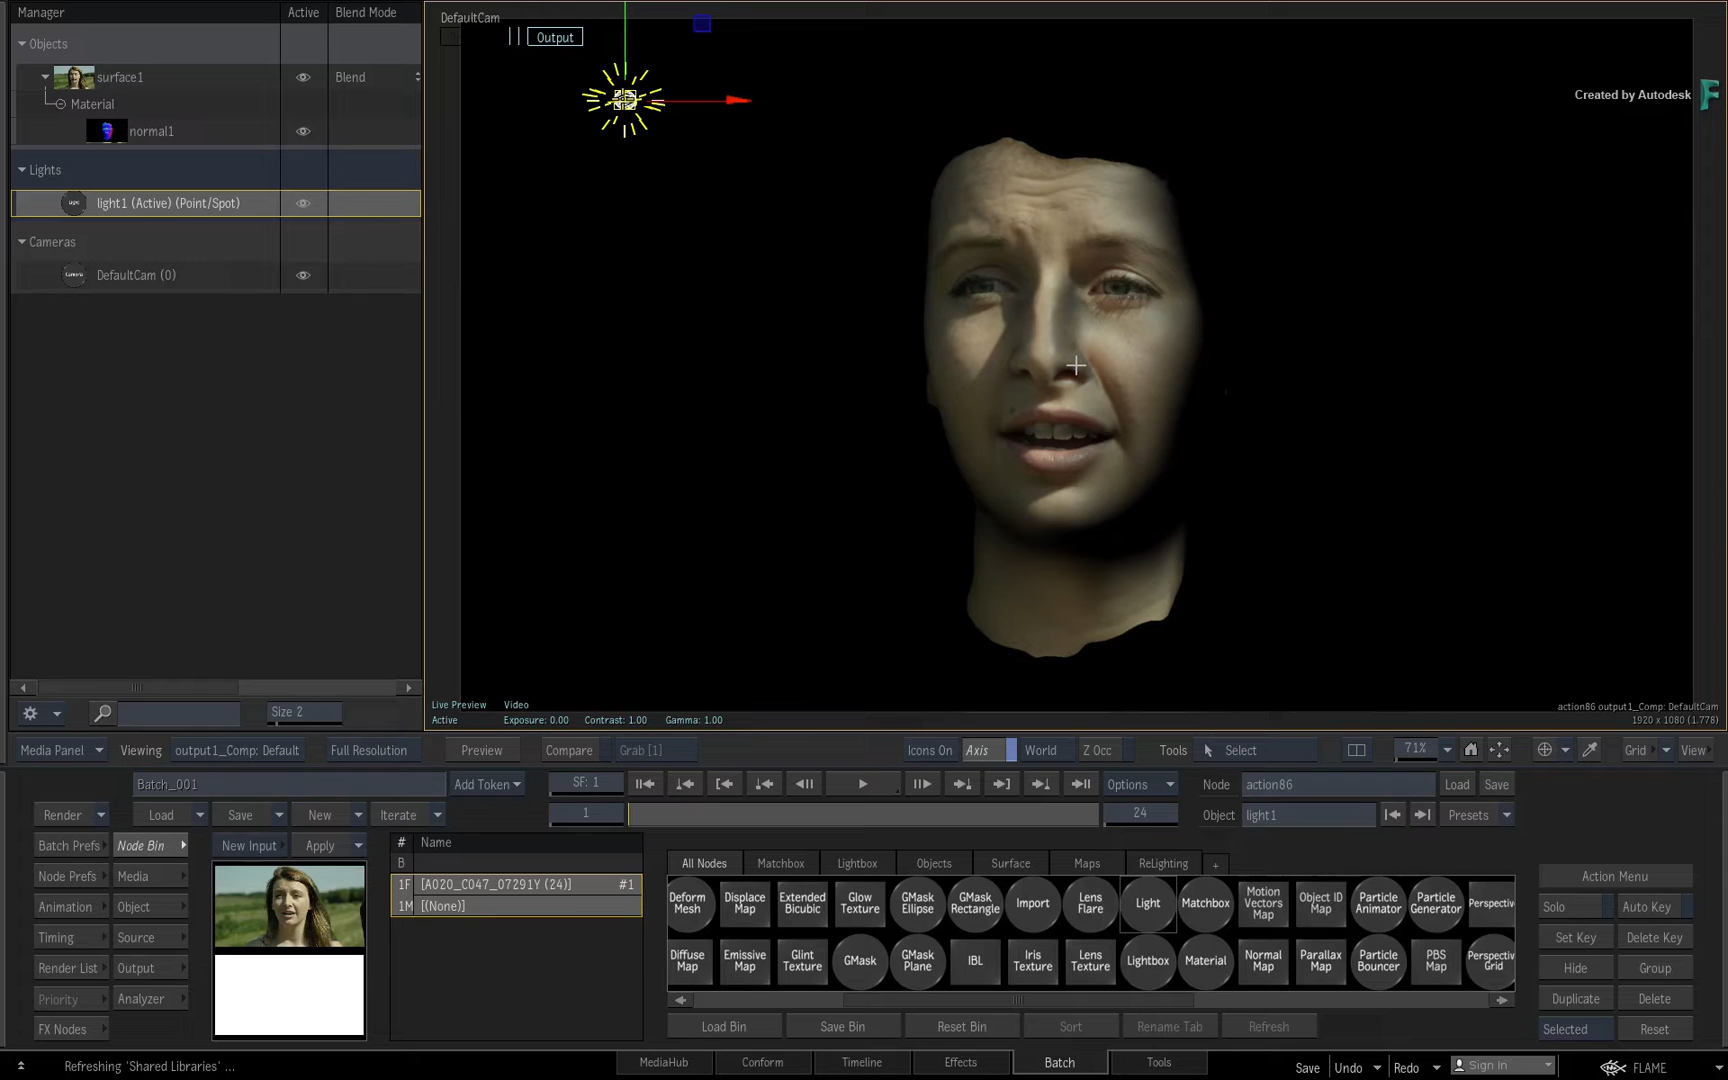 Manager Active Blend Mode
Objects
surface1 Blend
Material
normal1
Lights
light1 (Active) (Point/Spot)
Cameras
DefaultCam (0)
Size 2
DefaultCam
Output
Created by Autodesk
Live Preview Video
Active Exposure: 0.00 Contrast: 1.00 Gamma: 1.00
action86 output1_Comp: DefaultCam
1920 x 1080 (1.778)
Media Panel Viewing output1_Comp: Default Full Resolution Preview Compare Grab [1] Icons On Axis World Z Occ Tools Select 71% Grid View
Batch_001 Add Token SF: 1 Options Node action86 Load Save
Render Load Save New Iterate 1 24 Object light1 Presets
Batch Prefs Node Bin New Input Apply
Node Prefs Media
Animation Object
Timing Source
Render List Output
Priority Analyzer
FX Nodes
# Name
B
1F [A020_C047_07291Y (24)] #1
1M [(None)]
All Nodes Matchbox Lightbox Objects Surface Maps ReLighting +
Deform Mesh Displace Map Extended Bicubic Glow Texture GMask Ellipse GMask Rectangle Import Lens Flare Light Matchbox Motion Vectors Map Object ID Map Particle Animator Particle Generator Perspectiv
Diffuse Map Emissive Map Glint Texture GMask GMask Plane IBL Iris Texture Lens Texture Lightbox Material Normal Map Parallax Map Particle Bouncer PBS Map Perspectiv Grid
Load Bin Save Bin Reset Bin Sort Rename Tab Refresh
Action Menu
Solo Auto Key
Set Key Delete Key
Hide Group
Duplicate Delete
Selected Reset
Refreshing 'Shared Libraries' ...
MediaHub Conform Timeline Effects Batch Tools
Save Undo Redo Sign In FLAME